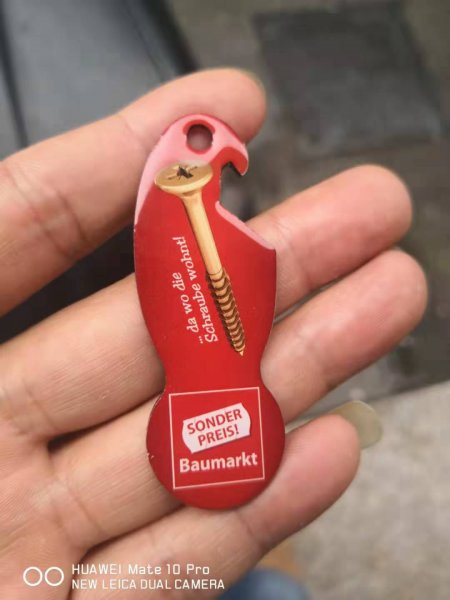 ...da wo die
Schraube wohnt!
SONDER
PREIS!
Baumarkt
HUAWEI Mate 10 Pro
NEW LEICA DUAL CAMERA